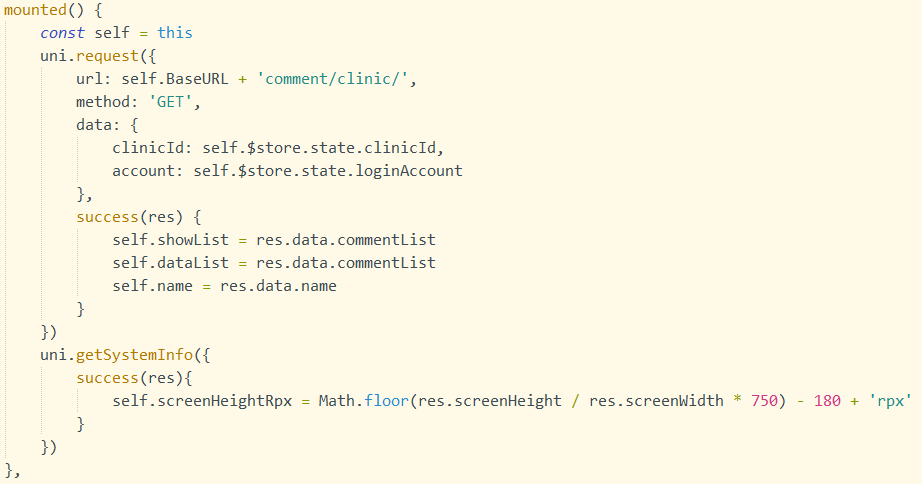 mounted() {
const self = this
uni.request({
url: self.BaseURL + 'comment/clinic/',
method: 'GET',
data: {
clinicId: self.$store.state.clinicId,
account: self.$store.state.loginAccount
},
success(res) {
self.showList = res.data.commentList
self.dataList = res.data.commentList
self.name = res.data.name
}
})
uni.getSystemInfo({
success(res){
self.screenHeightRpx = Math.floor(res.screenHeight / res.screenWidth * 750) - 180 + 'rpx'
}
})
},